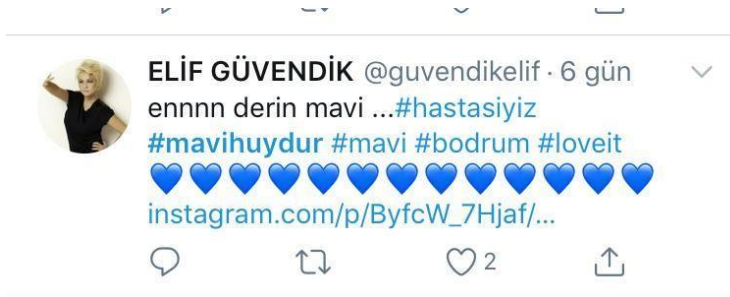 ELİF GÜVENDİK @guvendikelif · 6 gün
ennnn derin mavi ...#hastasiyiz
#mavihuydur #mavi #bodrum #loveit
💙💙💙💙💙💙💙💙💙💙💙💙💙
instagram.com/p/ByfcW_7Hjaf/...
2